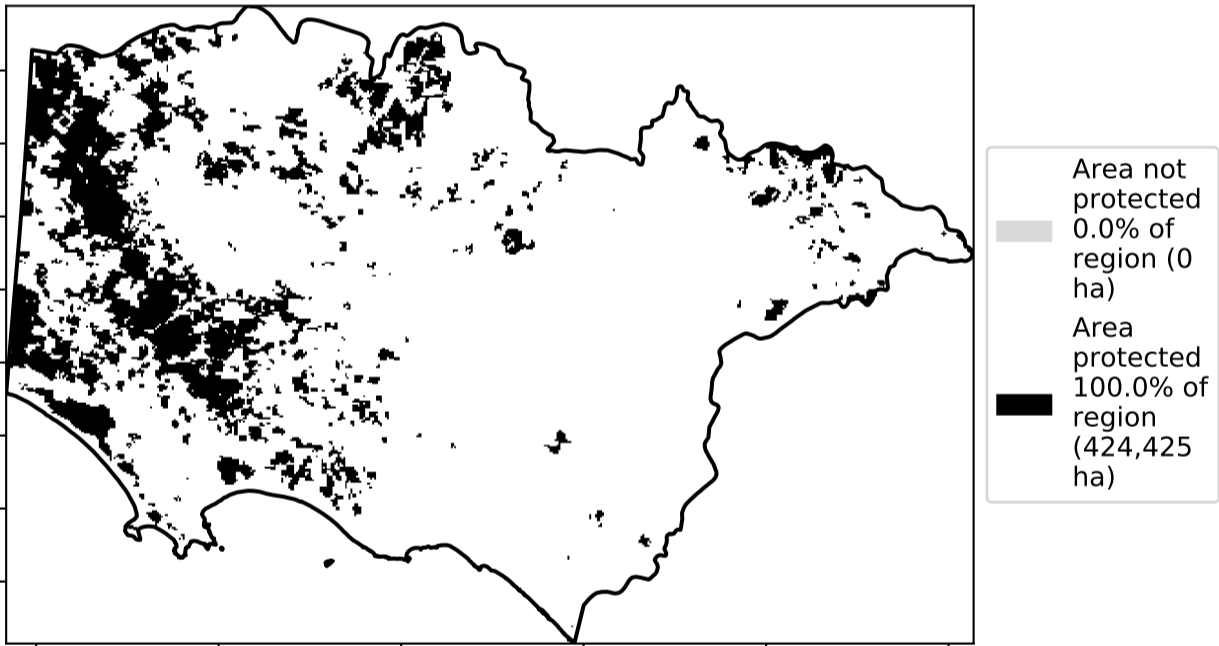 Area not
protected
0.0% of
region (0
ha)
Area
protected
100.0% of
region
(424,425
ha)